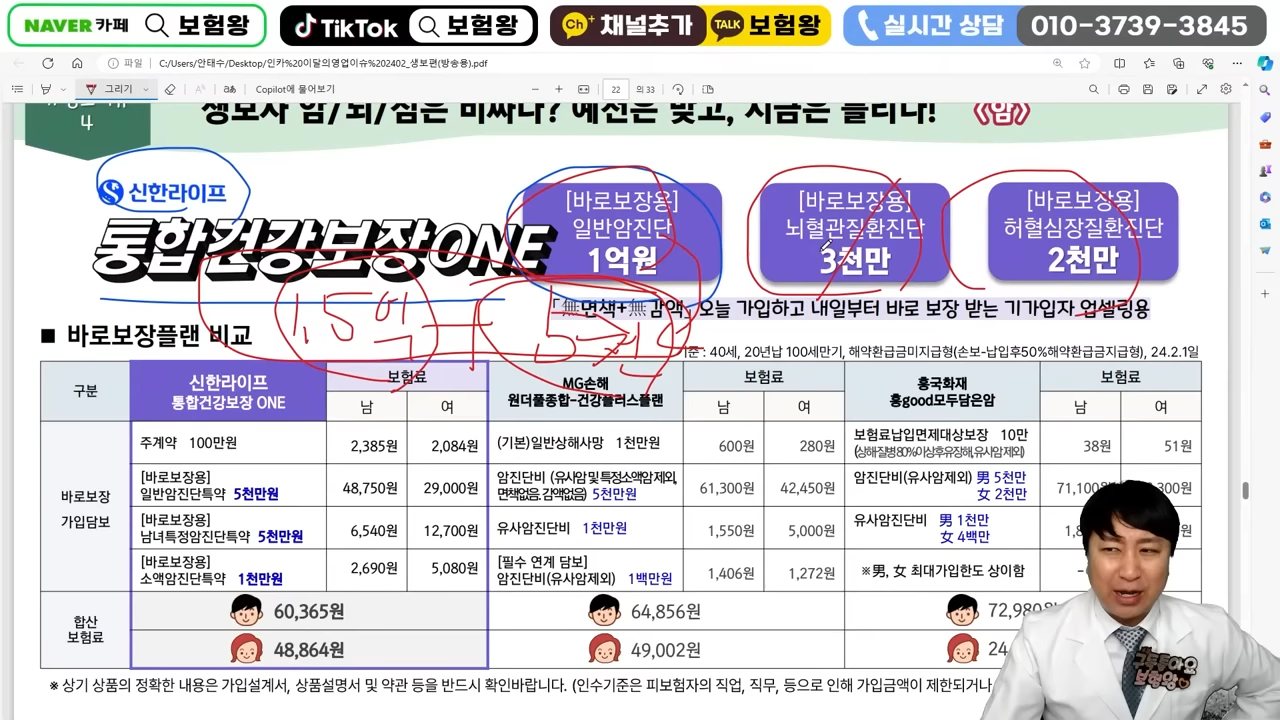 NAVER 카페 보험왕 TikTok 보험왕 Ch+ 채널추가 TALK 보험왕 실시간 상담 010-3739-3845
파일 C:/Users/안태수/Desktop/인카%20이달의영업이슈%202402_생보편(방송용).pdf
그리기 Copilot에 물어보기 22 의 33
4 생보사 암/뇌/심은 비싸다? 예전은 맞고, 지금은 틀리다!
신한라이프
통합건강보장ONE
[바로보장용] 일반암진단 1억원
[바로보장용] 뇌혈관질환진단 3천만
[바로보장용] 허혈심장질환진단 2천만
「無면책+無감액」 오늘 가입하고 내일부터 바로 보장 받는 기가입자 업셀링용
1.5억 + 5천
■ 바로보장플랜 비교
기준 : 40세, 20년납 100세만기, 해약환급금미지급형(손보-납입후50%해약환급금지급형), 24.2.1일
구분 신한라이프 통합건강보장 ONE 보험료 남 여 MG손해 원더풀종합-건강플러스플랜 보험료 남 여 흥국화재 흥good모두담은암 보험료 남 여
바로보장 가입담보
주계약 100만원 2,385원 2,084원 (기본)일반상해사망 1천만원 600원 280원 보험료납입면제대상보장 10만 (상해질병 80%이상후유장해, 유사암 제외) 38원 51원
[바로보장용] 일반암진단특약 5천만원 48,750원 29,000원 암진단비 (유사암 및 특정소액암 제외, 면책없음. 감액없음) 5천만원 61,300원 42,450원 암진단비(유사암제외) 男 5천만 女 2천만 71,100원
[바로보장용] 남녀특정암진단특약 5천만원 6,540원 12,700원 유사암진단비 1천만원 1,550원 5,000원 유사암진단비 男 1천만 女 4백만
[바로보장용] 소액암진단특약 1천만원 2,690원 5,080원 [필수 연계 담보] 암진단비(유사암제외) 1백만원 1,406원 1,272원 ※男, 女 최대가입한도 상이함
합산 보험료
60,365원 64,856원 72,980원
48,864원 49,002원 24
※ 상기 상품의 정확한 내용은 가입설계서, 상품설명서 및 약관 등을 반드시 확인바랍니다. (인수기준은 피보험자의 직업, 직무, 등으로 인해 가입금액이 제한되거나
구독좋아요 보험왕